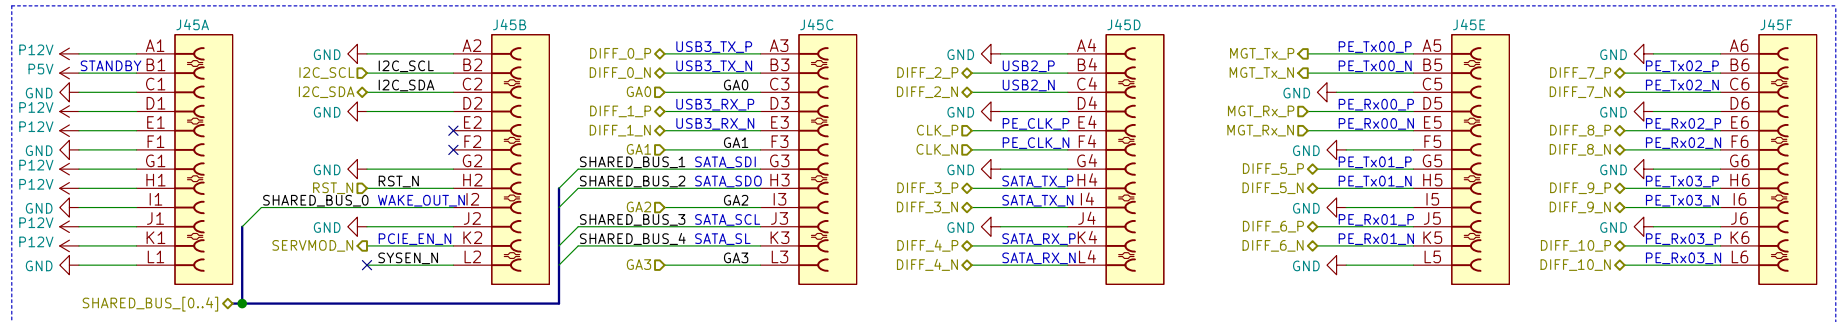 J45A J45B J45C J45D J45E J45F
P12V A1 GND A2 DIFF_0_P USB3_TX_P A3 GND A4 MGT_Tx_P PE_Tx00_P A5 GND A6
P5V STANDBY B1 I2C_SCL I2C_SCL B2 DIFF_0_N USB3_TX_N B3 DIFF_2_P USB2_P B4 MGT_Tx_N PE_Tx00_N B5 DIFF_7_P PE_Tx02_P B6
GND C1 I2C_SDA I2C_SDA C2 GA0 GA0 C3 DIFF_2_N USB2_N C4 GND C5 DIFF_7_N PE_Tx02_N C6
P12V D1 GND D2 DIFF_1_P USB3_RX_P D3 GND D4 MGT_Rx_P PE_Rx00_P D5 GND D6
P12V E1 E2 DIFF_1_N USB3_RX_N E3 CLK_P PE_CLK_P E4 MGT_Rx_N PE_Rx00_N E5 DIFF_8_P PE_Rx02_P E6
GND F1 F2 GA1 GA1 F3 CLK_N PE_CLK_N F4 GND F5 DIFF_8_N PE_Rx02_N F6
P12V G1 GND G2 SHARED_BUS_1 SATA_SDI G3 GND G4 DIFF_5_P PE_Tx01_P G5 GND G6
P12V H1 RST_N RST_N H2 SHARED_BUS_2 SATA_SDO H3 DIFF_3_P SATA_TX_P H4 DIFF_5_N PE_Tx01_N H5 DIFF_9_P PE_Tx03_P H6
GND I1 SHARED_BUS_0 WAKE_OUT_N I2 GA2 GA2 I3 DIFF_3_N SATA_TX_N I4 GND I5 DIFF_9_N PE_Tx03_N I6
P12V J1 GND J2 SHARED_BUS_3 SATA_SCL J3 GND J4 DIFF_6_P PE_Rx01_P J5 GND J6
P12V K1 SERVMOD_N PCIE_EN_N K2 SHARED_BUS_4 SATA_SL K3 DIFF_4_P SATA_RX_P K4 DIFF_6_N PE_Rx01_N K5 DIFF_10_P PE_Rx03_P K6
GND L1 SYSEN_N L2 GA3 GA3 L3 DIFF_4_N SATA_RX_N L4 GND L5 DIFF_10_N PE_Rx03_N L6
SHARED_BUS_[0..4]